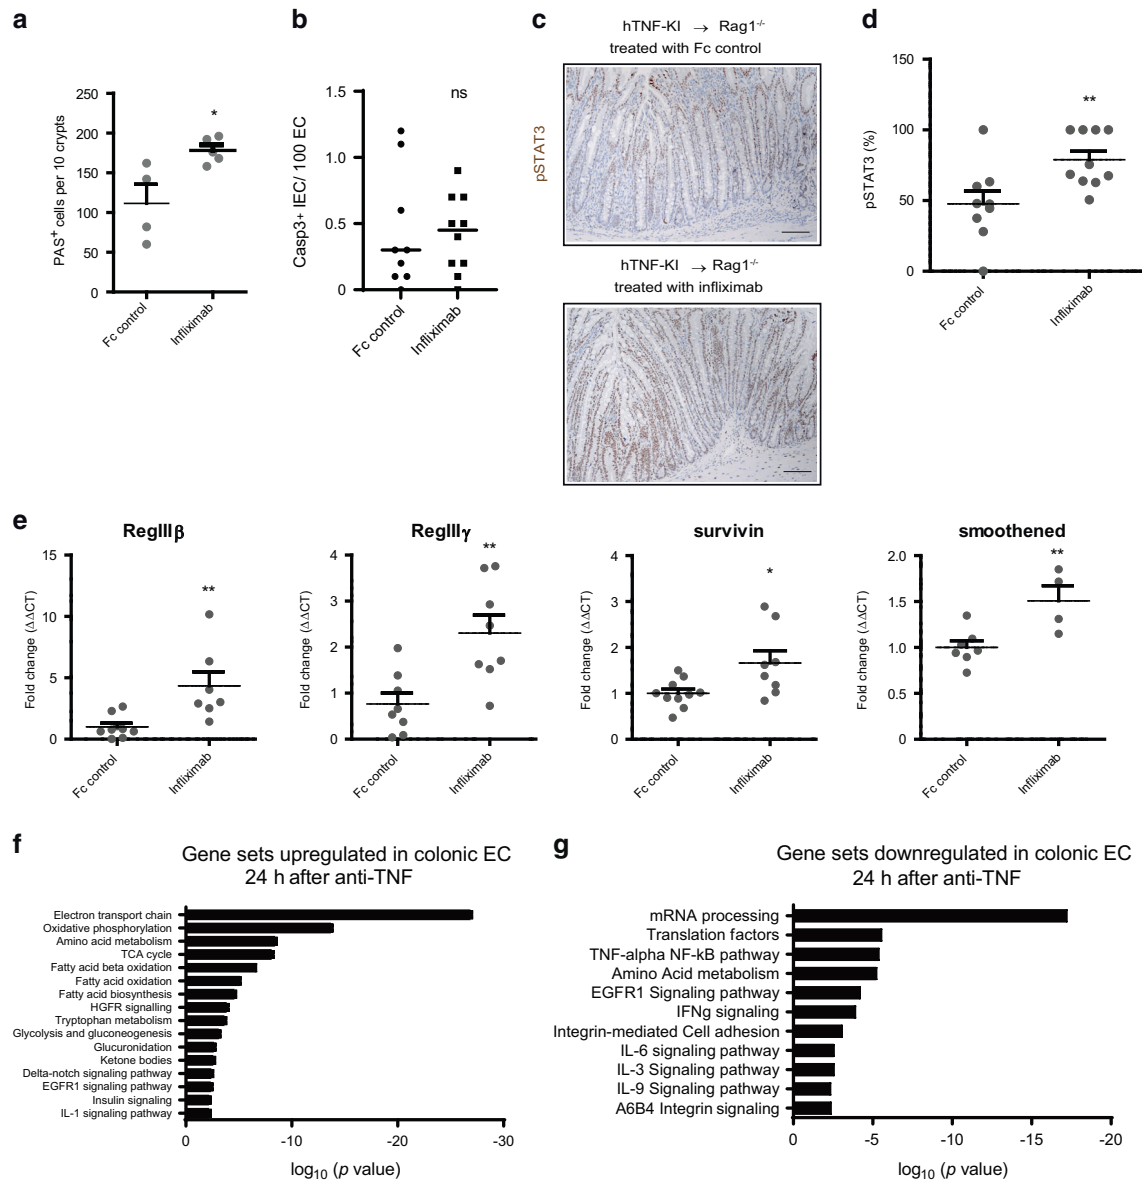 a
PAS+ cells per 10 crypts
250
200
150
100
50
0
*
Fc control
Infliximab
b
Casp3+ IEC/ 100 EC
1.5
1.0
0.5
0
ns
Fc control
Infliximab
c
hTNF-KI → Rag1-/-
treated with Fc control
pSTAT3
hTNF-KI → Rag1-/-
treated with infliximab
d
pSTAT3 (%)
150
100
50
0
**
Fc control
Infliximab
e
RegIIIβ
Fold change (ΔΔCT)
15
10
5
0
**
Fc control
Infliximab
RegIIIγ
Fold change (ΔΔCT)
4
3
2
1
0
**
Fc control
Infliximab
survivin
Fold change (ΔΔCT)
4
3
2
1
0
*
Fc control
Infliximab
smoothened
Fold change (ΔΔCT)
2.0
1.5
1.0
0.5
0
**
Fc control
Infliximab
f
Gene sets upregulated in colonic EC
24 h after anti-TNF
Electron transport chain
Oxidative phosphorylation
Amino acid metabolism
TCA cycle
Fatty acid beta oxidation
Fatty acid oxidation
Fatty acid biosynthesis
HGFR signalling
Tryptophan metabolism
Glycolysis and gluconeogenesis
Glucuronidation
Ketone bodies
Delta-notch signaling pathway
EGFR1 signaling pathway
Insulin signaling
IL-1 signaling pathway
0 -10 -20 -30
log10 (p value)
g
Gene sets downregulated in colonic EC
24 h after anti-TNF
mRNA processing
Translation factors
TNF-alpha NF-kB pathway
Amino Acid metabolism
EGFR1 Signaling pathway
IFNg signaling
Integrin-mediated Cell adhesion
IL-6 signaling pathway
IL-3 Signaling pathway
IL-9 Signaling pathway
A6B4 Integrin signaling
0 -5 -10 -15 -20
log10 (p value)